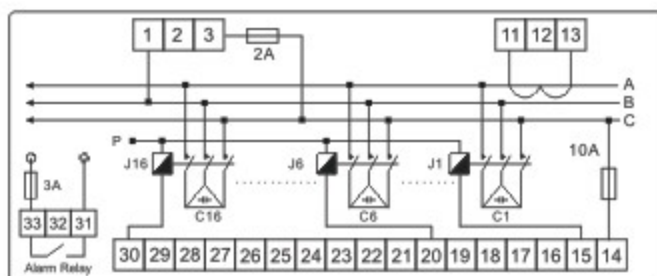 1 2 3
2A
11 12 13
A
B
C
P
J16
J6
J1
10A
3A
C16
C6
C1
33 32 31
Alarm Relay
30 29 28 27 26 25 24 23 22 21 20 19 18 17 16 15 14